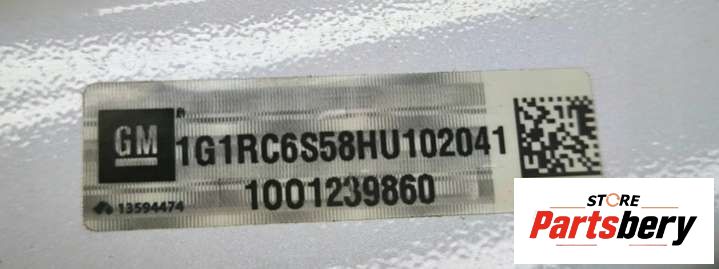 GM
1G1RC6S58HU102041
1001239860
13594474
STORE
Partsbery